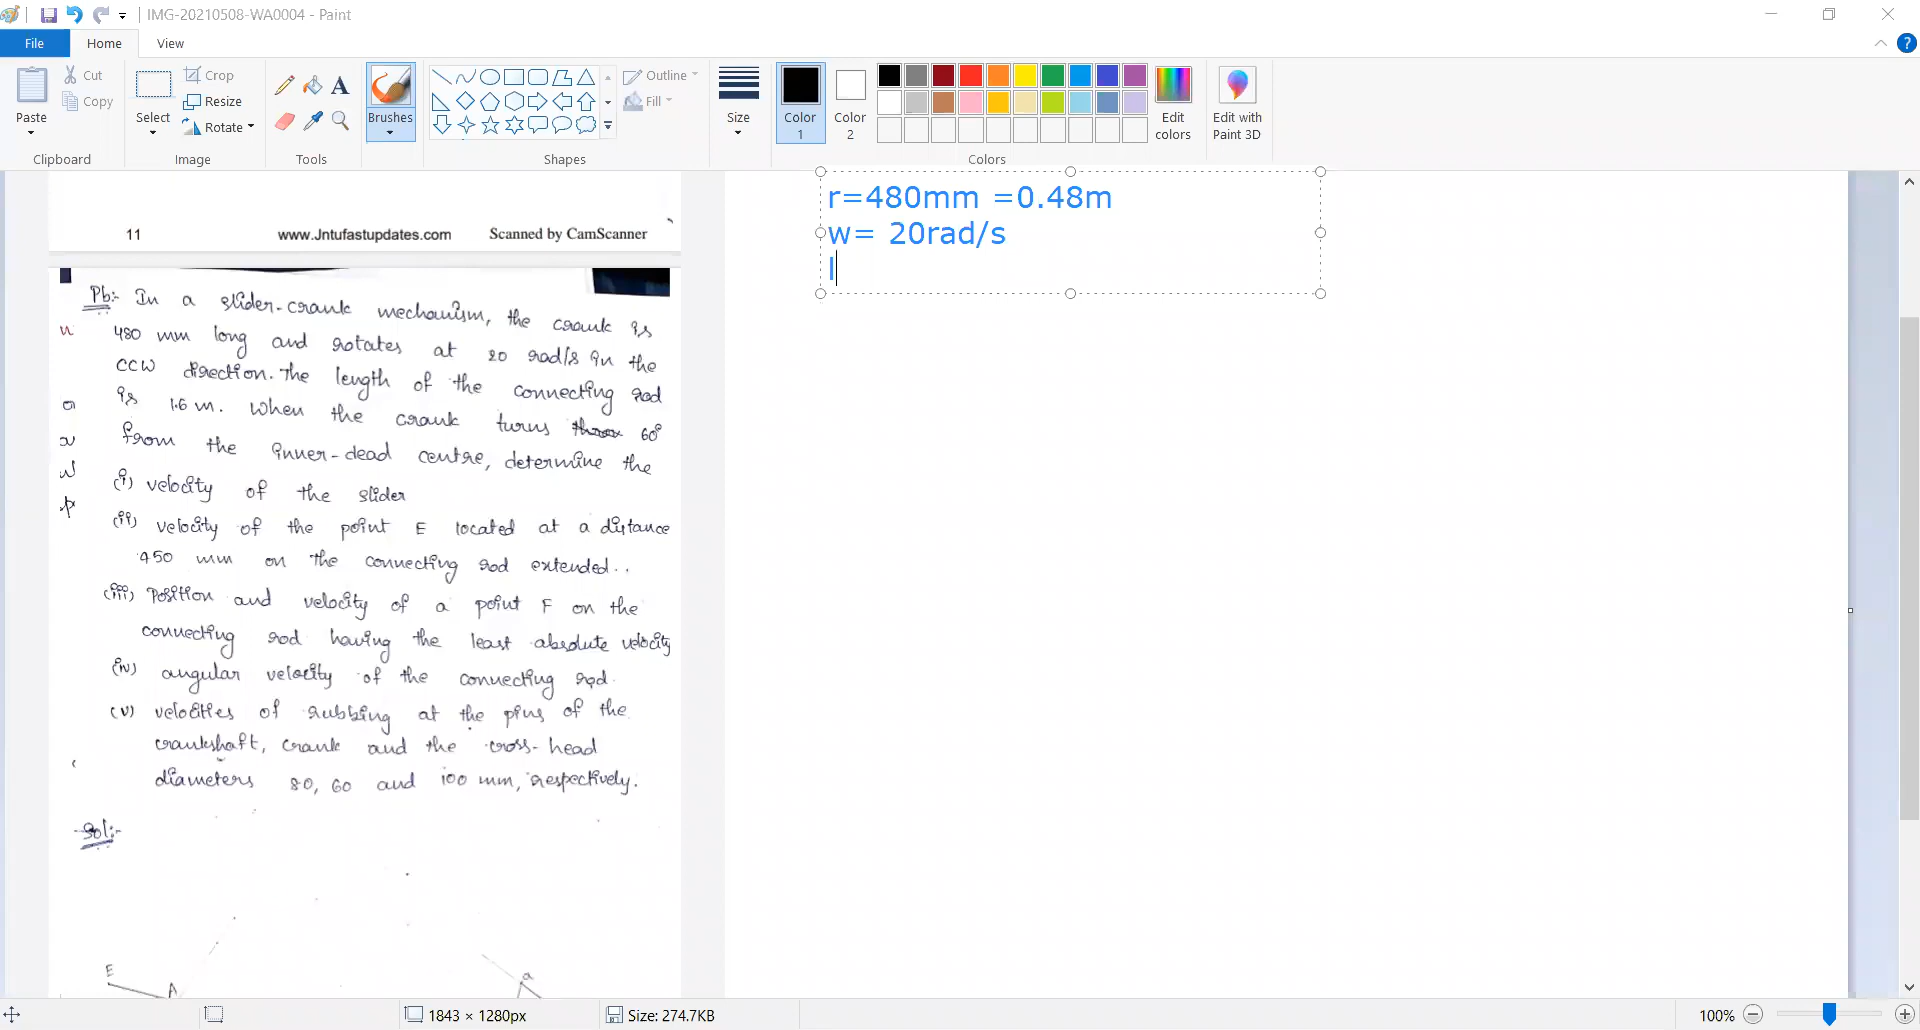 IMG-20210508-WA0004 - Paint
File
Home
View
Paste
Cut
Copy
Clipboard
Select
Crop
Resize
Rotate
Image
Tools
Brushes
Outline
Fill
Shapes
Size
Color
1
Color
2
Edit
colors
Edit with
Paint 3D
Colors
11 www.Jntufastupdates.com Scanned by CamScanner
Pb:- In a slider-crank mechanism, the crank is
480 mm long and rotates at 20 rad/s in the
CCW direction. The length of the connecting rod
is 1.6 m. When the crank turns 60°
from the inner-dead centre, determine the
(i) velocity of the slider
(ii) velocity of the point E located at a distance
450 mm on the connecting rod extended..
(iii) Position and velocity of a point F on the
connecting rod having the least absolute velocity
(iv) angular velocity of the connecting rod.
(v) velocities of rubbing at the pins of the
crankshaft, crank and the cross-head
diameters 80, 60 and 100 mm, respectively.
Sol:-
E
A
a
r=480mm =0.48m
w= 20rad/s
l
1843 × 1280px
Size: 274.7KB
100%